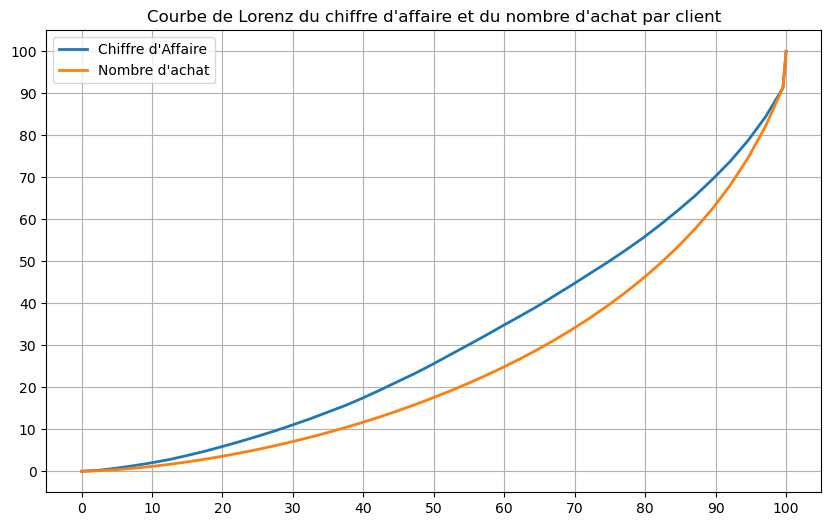 Courbe de Lorenz du chiffre d'affaire et du nombre d'achat par client
Chiffre d'Affaire
Nombre d'achat
100
90
80
70
60
50
40
30
20
10
0
0 10 20 30 40 50 60 70 80 90 100